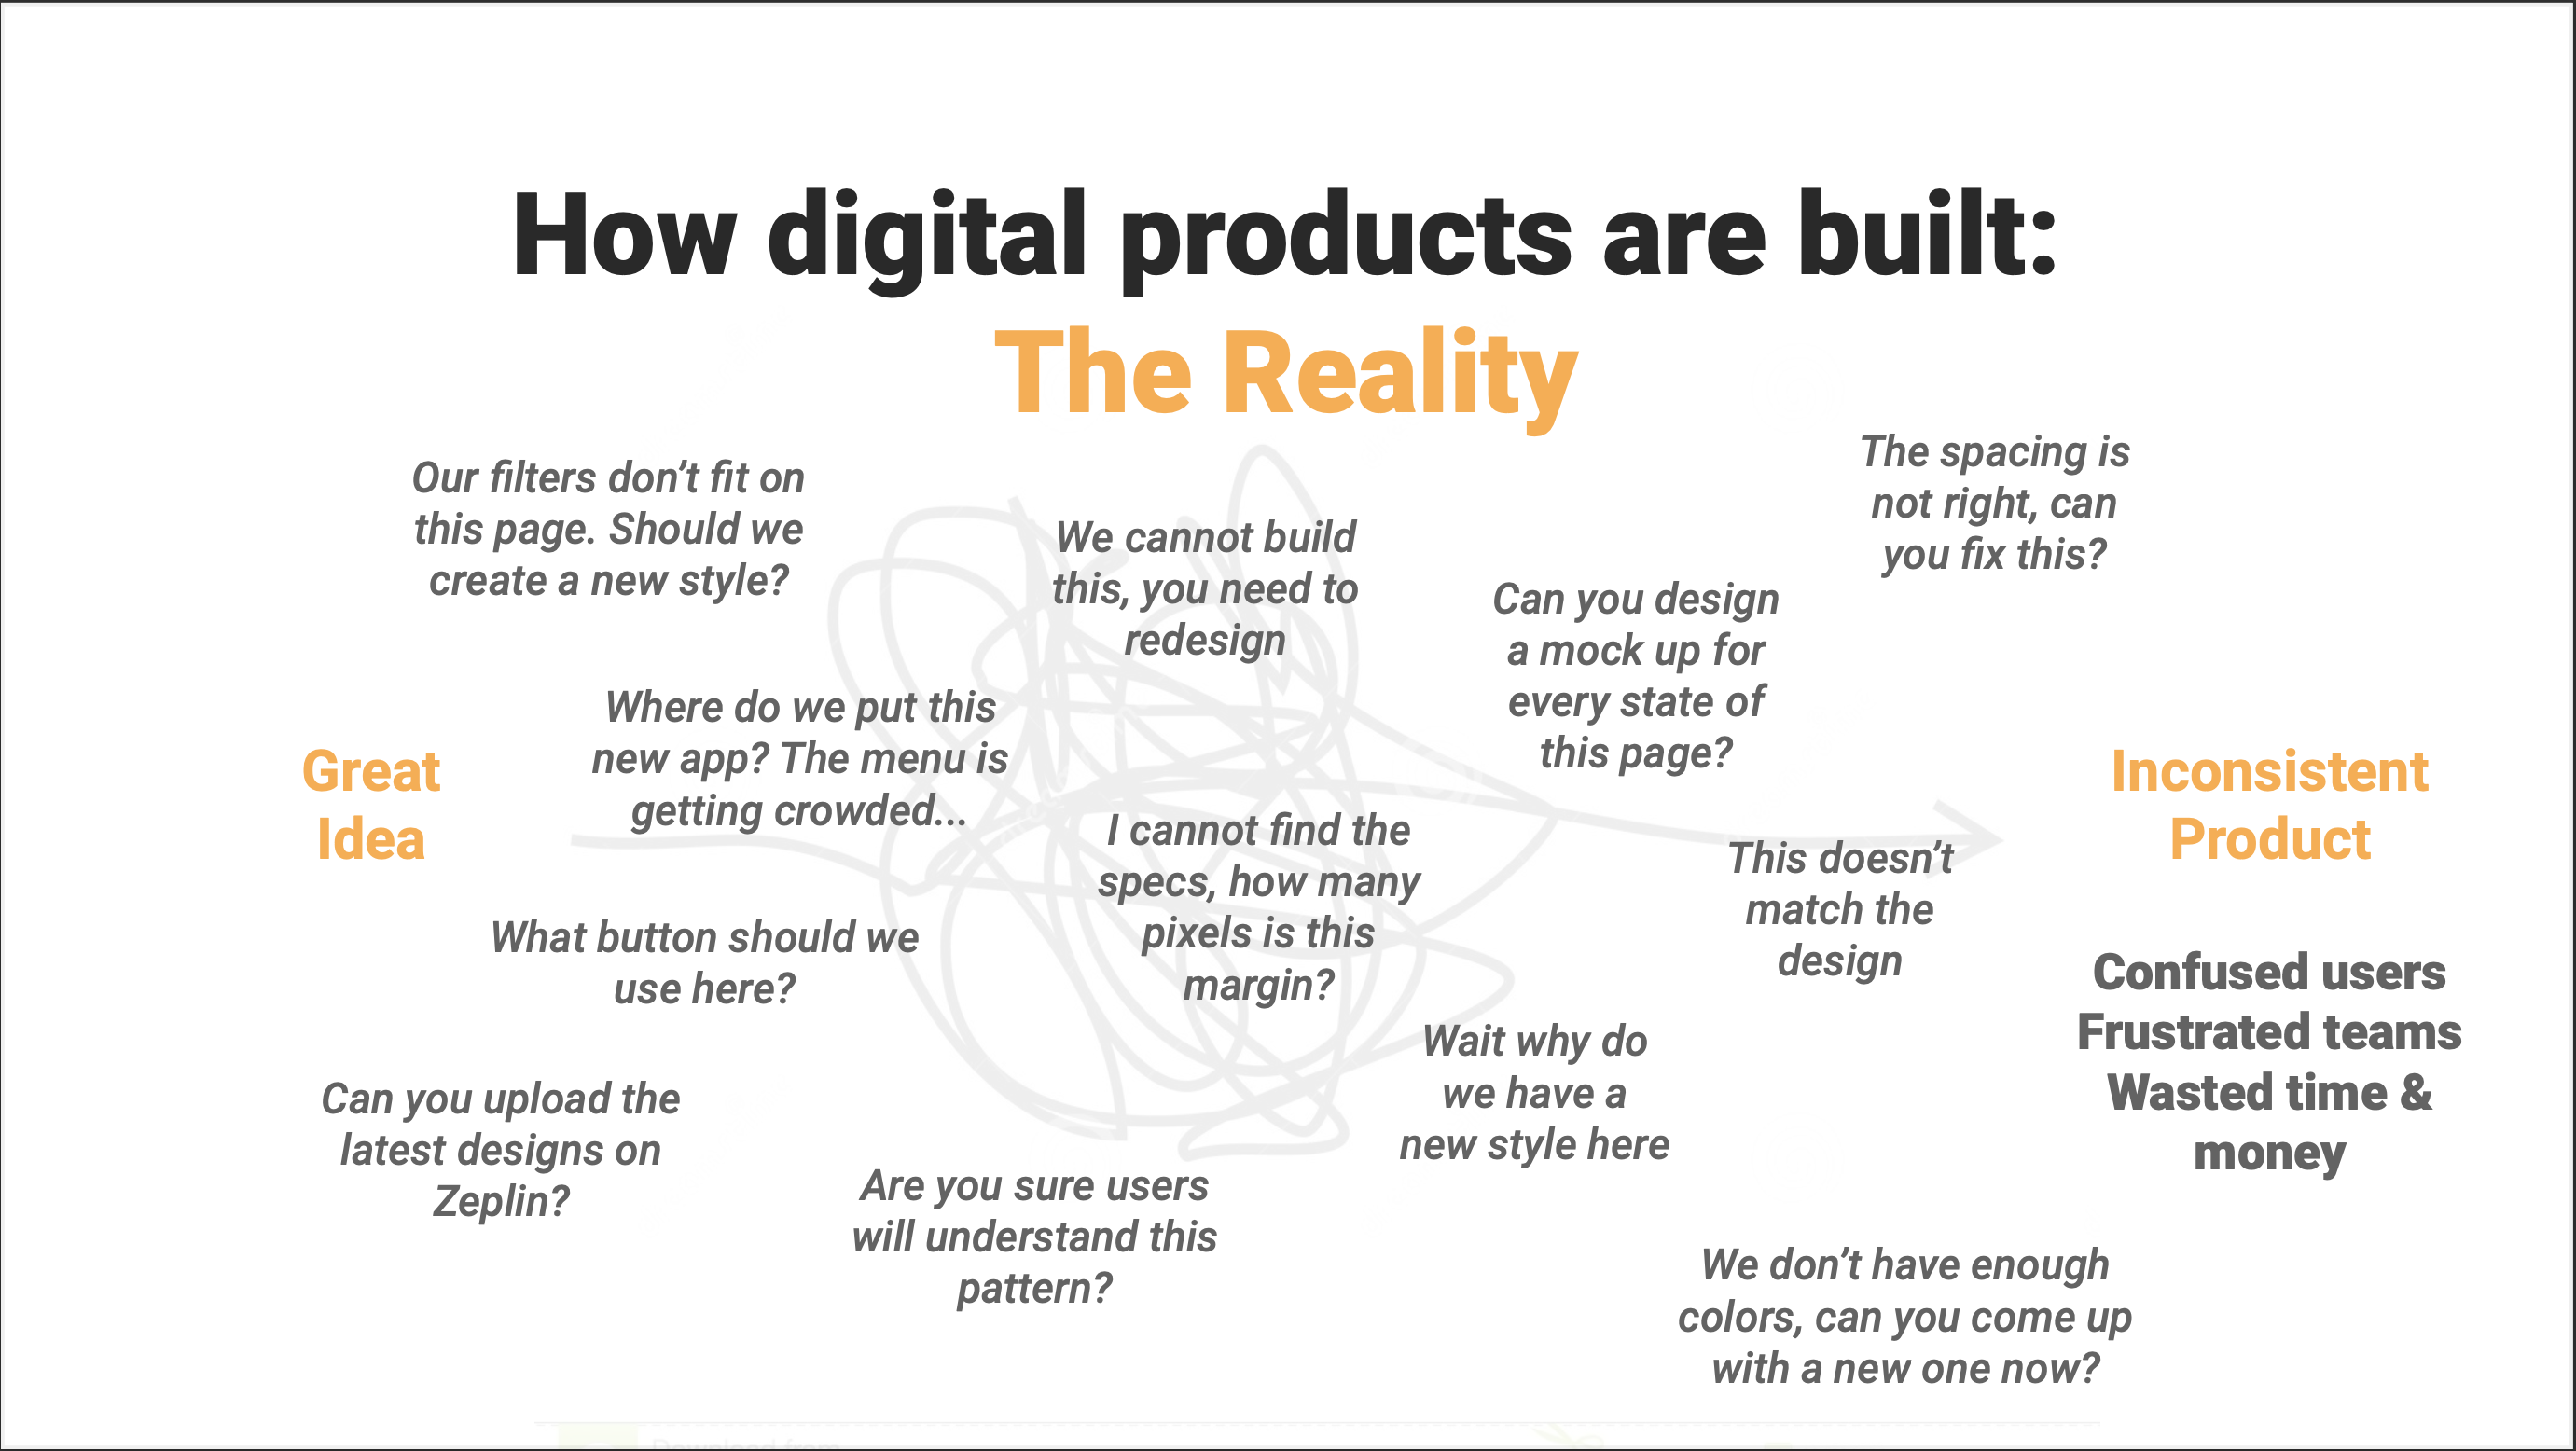 How digital products are built:
The Reality
Our filters don’t fit on
this page. Should we
create a new style?
We cannot build
this, you need to
redesign
The spacing is
not right, can
you fix this?
Can you design
a mock up for
every state of
this page?
Where do we put this
new app? The menu is
getting crowded...
Great
Idea
I cannot find the
specs, how many
pixels is this
margin?
This doesn’t
match the
design
Inconsistent
Product
What button should we
use here?
Confused users
Frustrated teams
Wasted time &
money
Wait why do
we have a
new style here
Can you upload the
latest designs on
Zeplin?
Are you sure users
will understand this
pattern?
We don’t have enough
colors, can you come up
with a new one now?
Download from